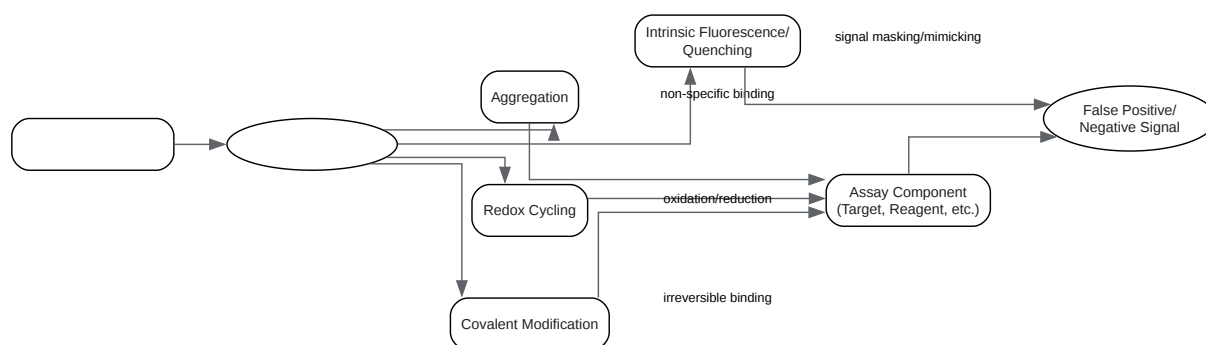 Intrinsic Fluorescence/
Quenching
signal masking/mimicking
Aggregation
non-specific binding
False Positive/
Negative Signal
Redox Cycling
oxidation/reduction
Assay Component
(Target, Reagent, etc.)
irreversible binding
Covalent Modification